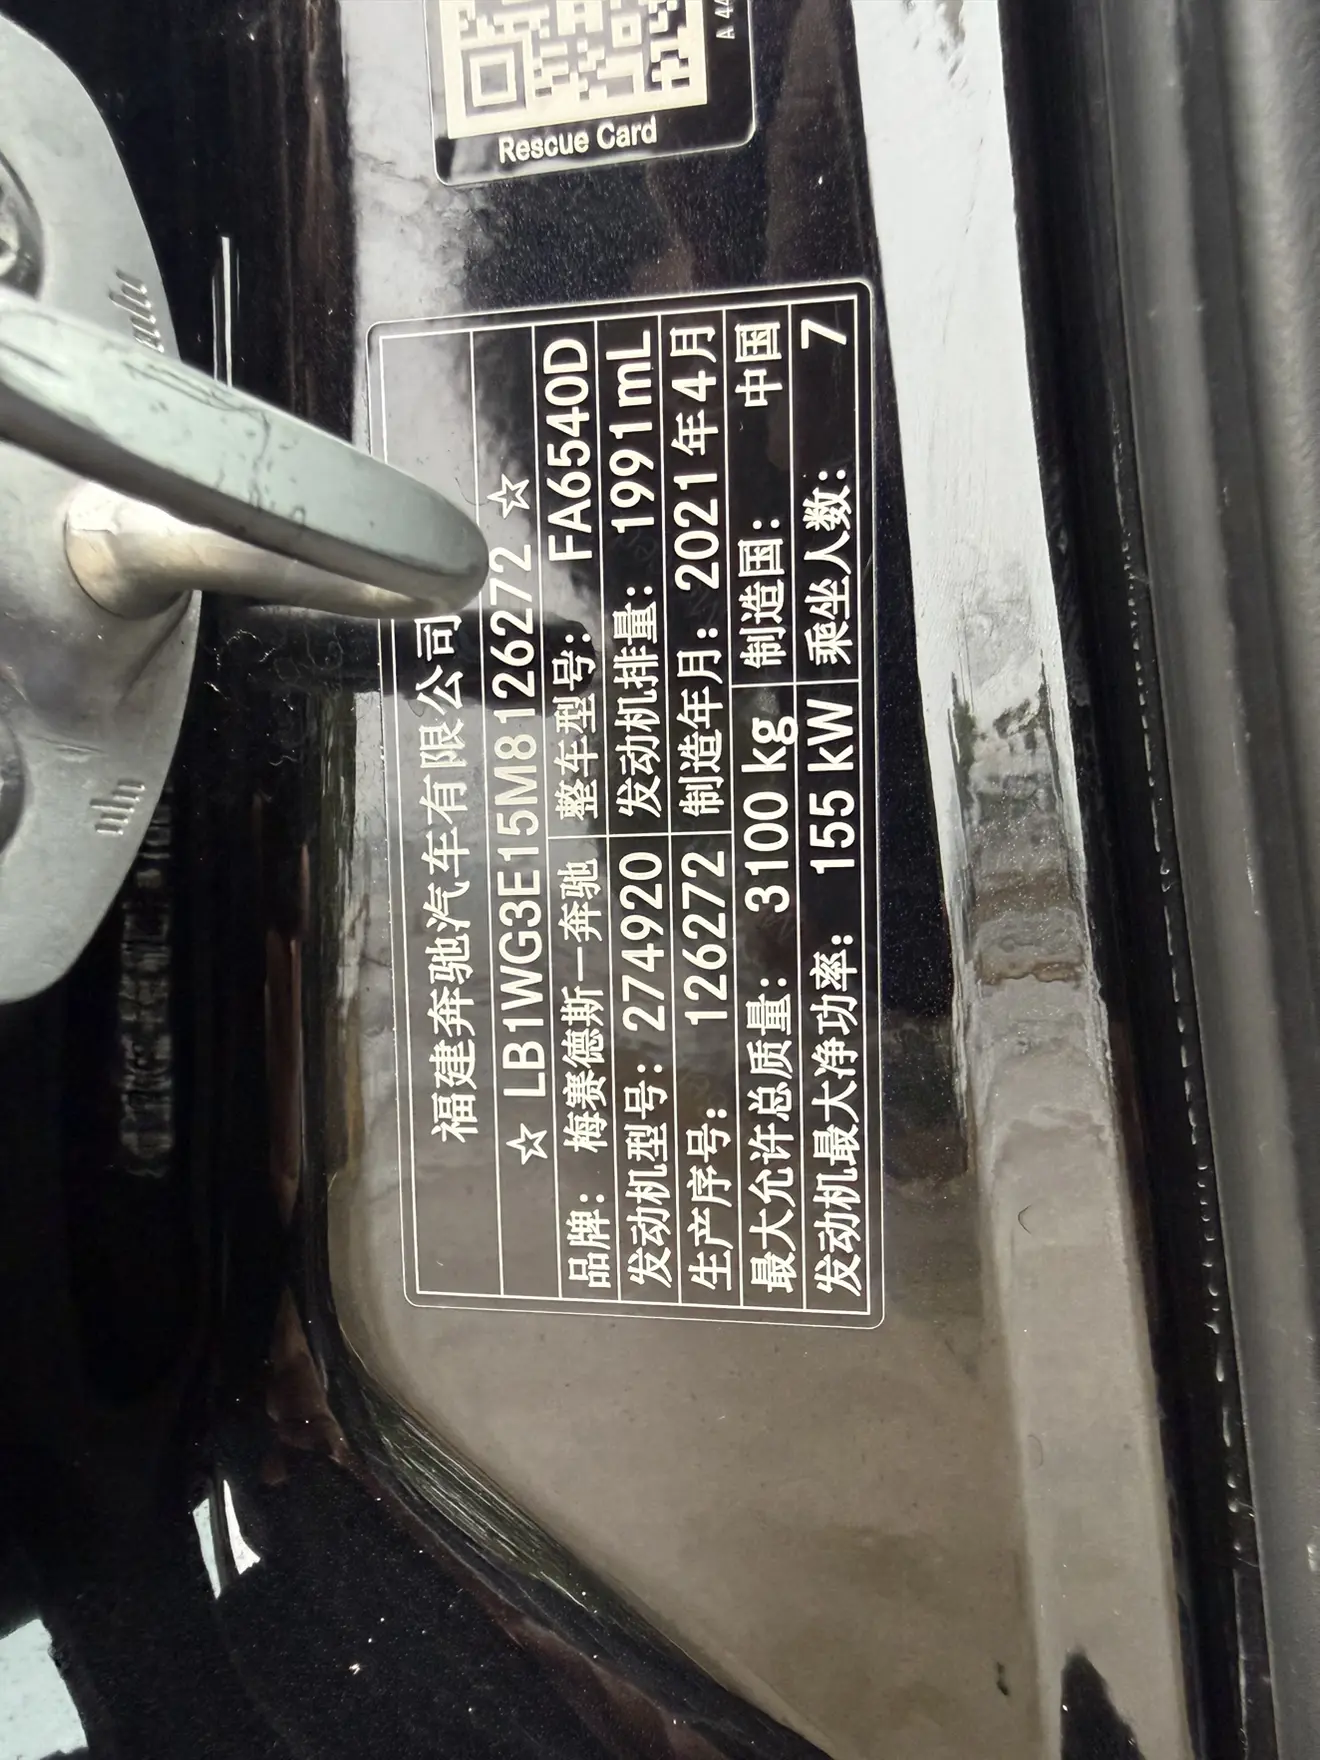 福建奔驰汽车有限公司
☆ LB1WG3E15M8126272 ☆
品牌: 梅赛德斯－奔驰 整车型号: FA6540D
发动机型号: 274920 发动机排量: 1991mL
生产序号: 126272 制造年月: 2021年4月
最大允许总质量: 3100 kg 制造国: 中国
发动机最大净功率: 155 kW 乘坐人数: 7
Rescue Card